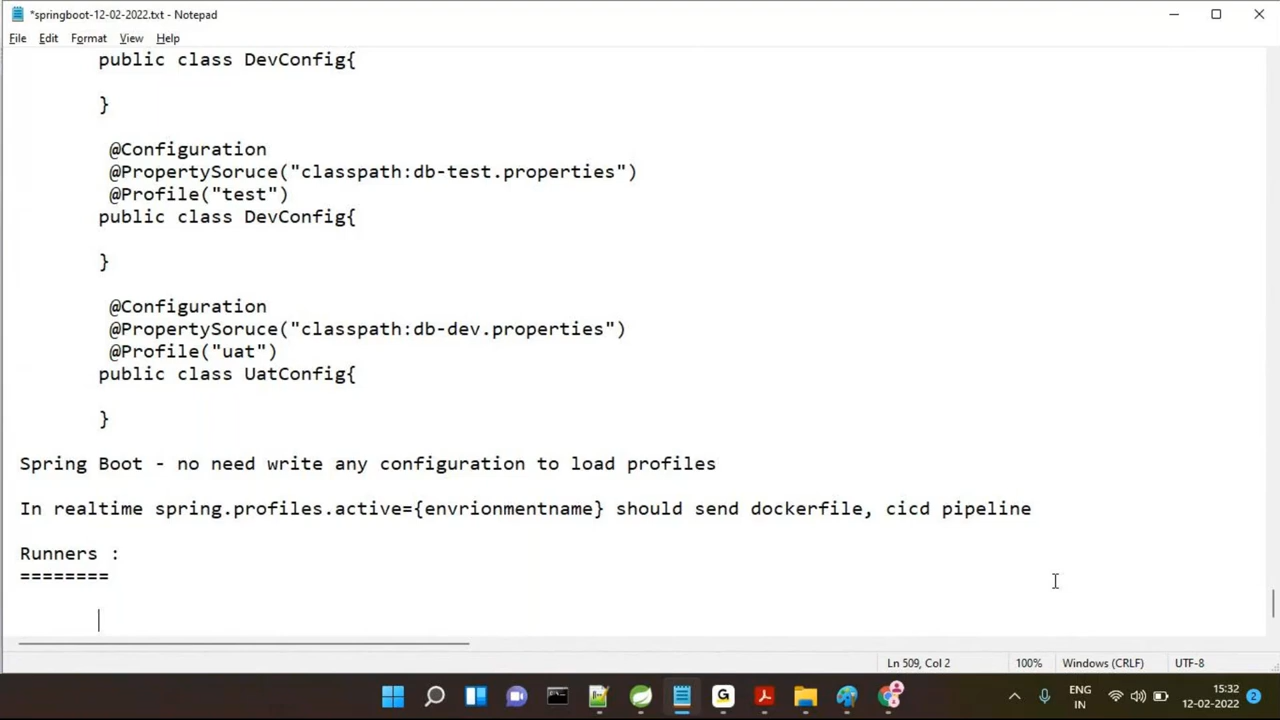 *springboot-12-02-2022.txt - Notepad
File Edit Format View Help
public class DevConfig{
}
@Configuration
@PropertySoruce("classpath:db-test.properties")
@Profile("test")
public class DevConfig{
}
@Configuration
@PropertySoruce("classpath:db-dev.properties")
@Profile("uat")
public class UatConfig{
}
Spring Boot - no need write any configuration to load profiles
In realtime spring.profiles.active={envrionmentname} should send dockerfile, cicd pipeline
Runners :
========
Ln 509, Col 2 100% Windows (CRLF) UTF-8
ENG 15:32
IN 12-02-2022 2